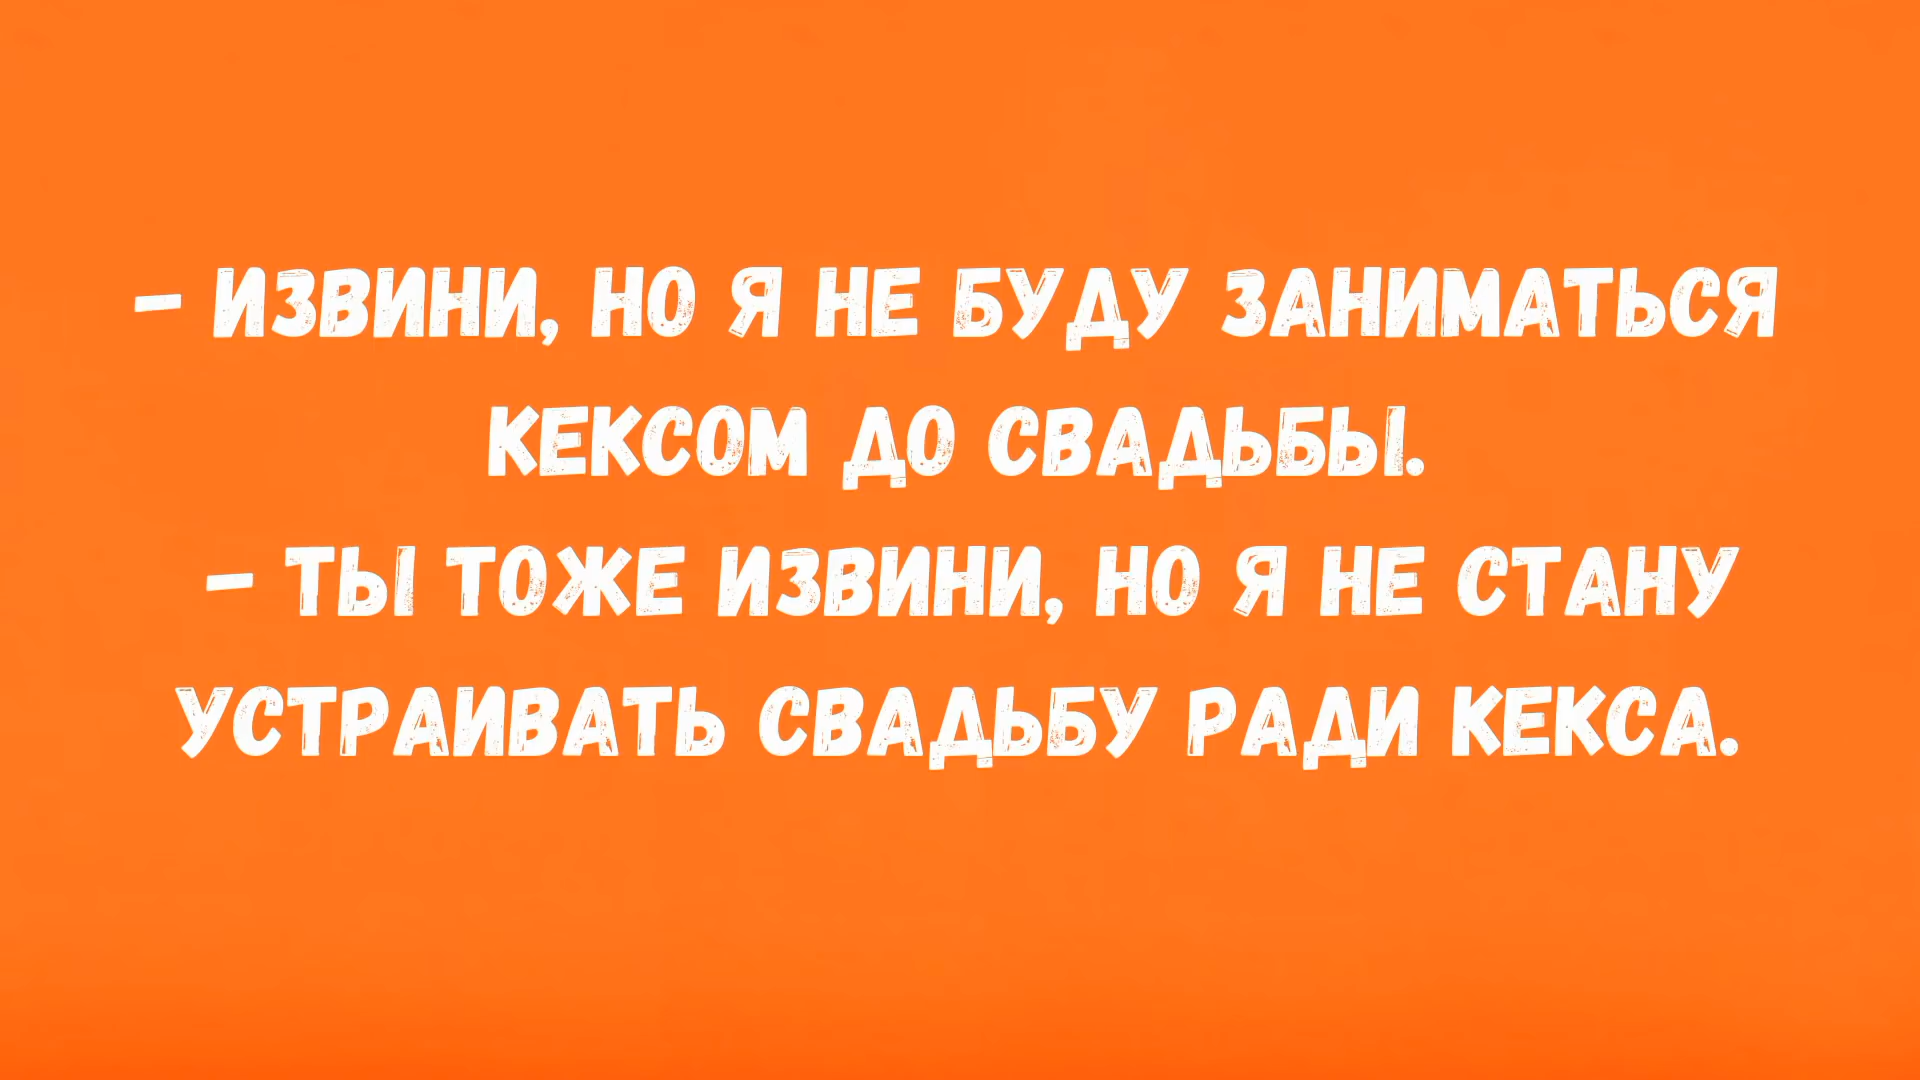 - ИЗВИНИ, НО Я НЕ БУДУ ЗАНИМАТЬСЯ
КЕКСОМ ДО СВАДЬБЫ.
- ТЫ ТОЖЕ ИЗВИНИ, НО Я НЕ СТАНУ
УСТРАИВАТЬ СВАДЬБУ РАДИ КЕКСА.